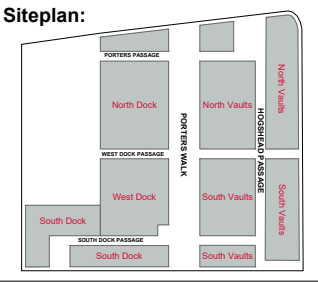 Siteplan:
PORTERS PASSAGE
North Dock
PORTERS WALK
North Vaults
HOGSHEAD PASSAGE
North Vaults
WEST DOCK PASSAGE
West Dock
South Vaults
South Vaults
South Dock
SOUTH DOCK PASSAGE
South Dock
South Vaults